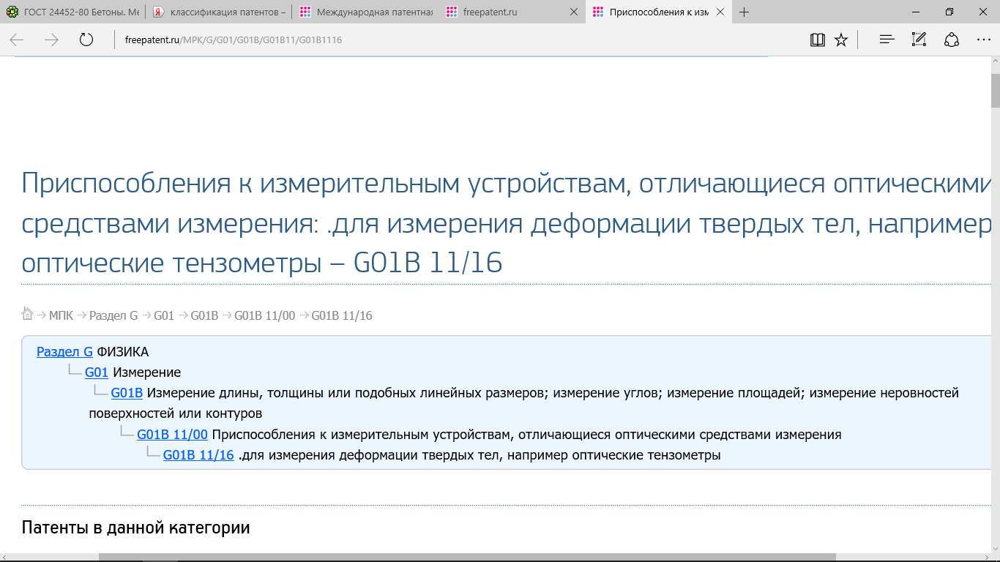 ГОСТ 24452-80 Бетоны. Ме
классификация патентов –
Международная патентная
freepatent.ru
Приспособления к изм
freepatent.ru/MPK/G/G01/G01B/G01B11/G01B1116
Приспособления к измерительным устройствам, отличающиеся оптическими
средствами измерения: .для измерения деформации твердых тел, например
оптические тензометры – G01B 11/16
МПК Раздел G G01 G01B G01B 11/00 G01B 11/16
Раздел G ФИЗИКА
G01 Измерение
G01B Измерение длины, толщины или подобных линейных размеров; измерение углов; измерение площадей; измерение неровностей
поверхностей или контуров
G01B 11/00 Приспособления к измерительным устройствам, отличающиеся оптическими средствами измерения
G01B 11/16 .для измерения деформации твердых тел, например оптические тензометры
Патенты в данной категории